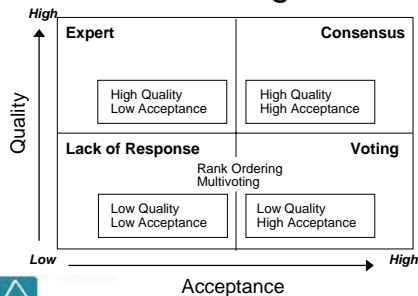 High
Expert
Consensus
High Quality
Low Acceptance
High Quality
High Acceptance
Quality
Lack of Response
Voting
Rank Ordering
Multivoting
Low Quality
Low Acceptance
Low Quality
High Acceptance
Low
High
Acceptance